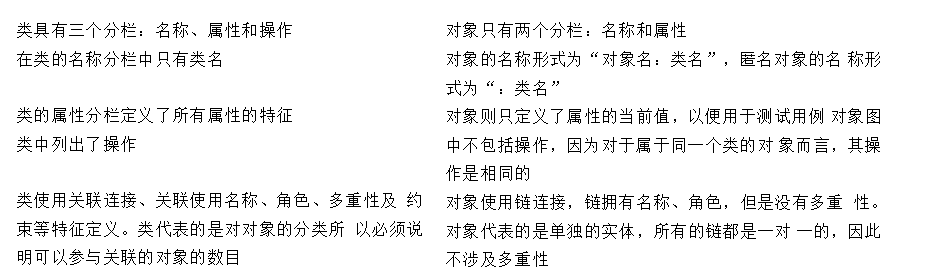 类具有三个分栏：名称、属性和操作
在类的名称分栏中只有类名
类的属性分栏定义了所有属性的特征
类中列出了操作
类使用关联连接、关联使用名称、角色、多重性及 约
束等特征定义。类代表的是对对象的分类所 以必须说
明可以参与关联的对象的数目
对象只有两个分栏：名称和属性
对象的名称形式为“对象名：类名”，匿名对象的名 称形
式为“：类名”
对象则只定义了属性的当前值，以便用于测试用例 对象图
中不包括操作，因为对于属于同一个类的对 象而言，其操
作是相同的
对象使用链连接，链拥有名称、角色，但是没有多重 性。
对象代表的是单独的实体，所有的链都是一对 一的，因此
不涉及多重性